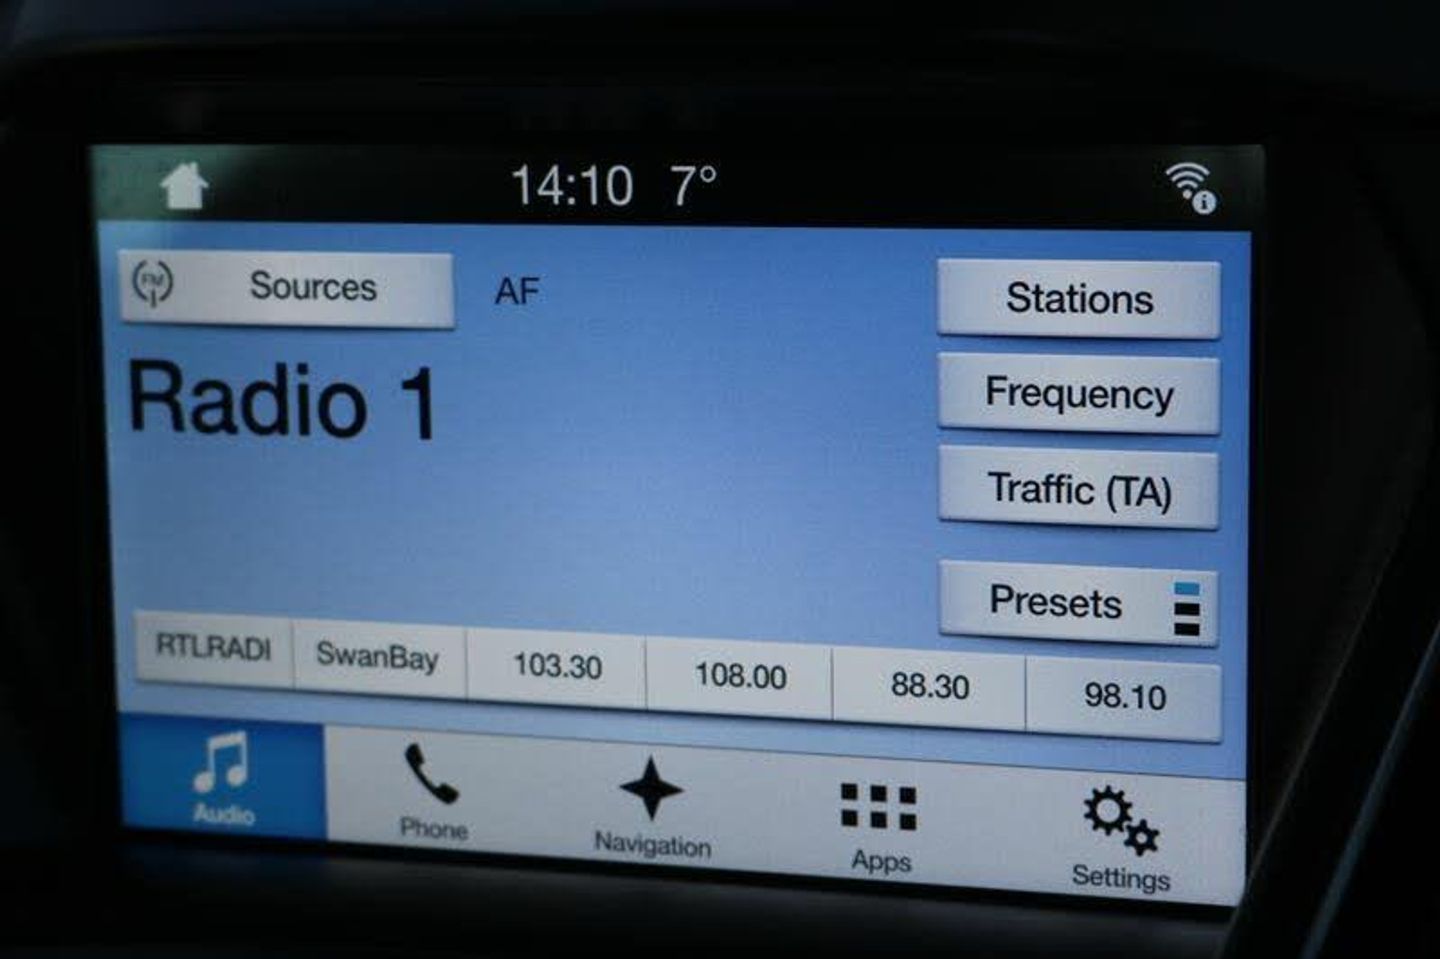 14:10 7°
FM Sources AF
Stations
Radio 1
Frequency
Traffic (TA)
Presets
RTLRADI SwanBay 103.30 108.00 88.30 98.10
Audio Phone Navigation Apps Settings